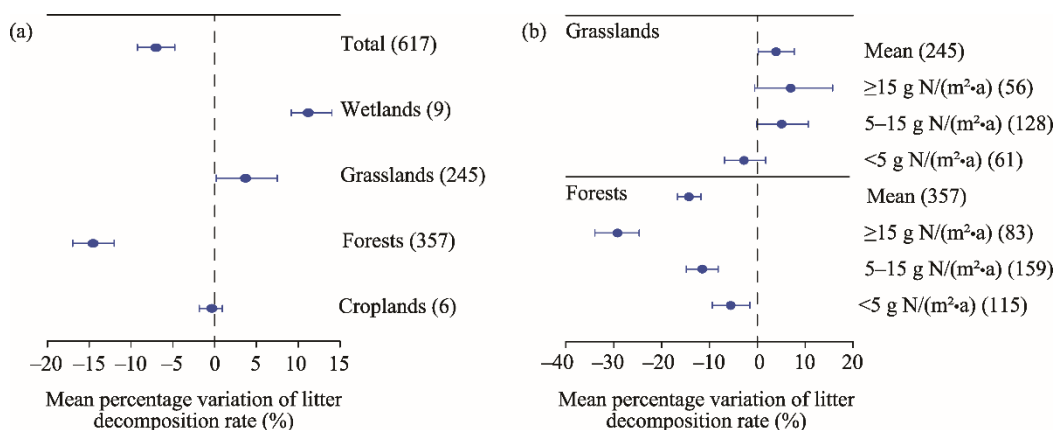 (a)
Total (617)
Wetlands (9)
Grasslands (245)
Forests (357)
Croplands (6)
−20 −15 −10 −5 0 5 10 15
Mean percentage variation of litter
decomposition rate (%)
(b)
Grasslands
Mean (245)
≥15 g N/(m²•a) (56)
5–15 g N/(m²•a) (128)
<5 g N/(m²•a) (61)
Forests
Mean (357)
≥15 g N/(m²•a) (83)
5–15 g N/(m²•a) (159)
<5 g N/(m²•a) (115)
−40 −30 −20 −10 0 10 20
Mean percentage variation of litter
decomposition rate (%)